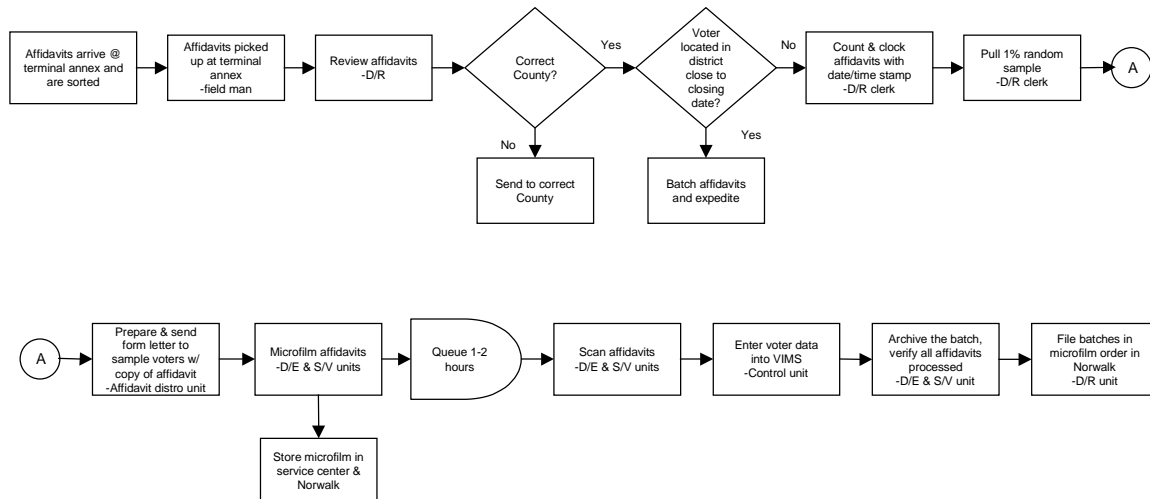 Affidavits arrive @
terminal annex and
are sorted
Affidavits picked
up at terminal
annex
-field man
Review affidavits
-D/R
Correct
County?
Yes
No
Send to correct
County
Voter
located in
district
close to
closing
date?
No
Yes
Batch affidavits
and expedite
Count & clock
affidavits with
date/time stamp
-D/R clerk
Pull 1% random
sample
-D/R clerk
A
A
Prepare & send
form letter to
sample voters w/
copy of affidavit
-Affidavit distro unit
Microfilm affidavits
-D/E & S/V units
Store microfilm in
service center &
Norwalk
Queue 1-2
hours
Scan affidavits
-D/E & S/V units
Enter voter data
into VIMS
-Control unit
Archive the batch,
verify all affidavits
processed
-D/E & S/V unit
File batches in
microfilm order in
Norwalk
-D/R unit